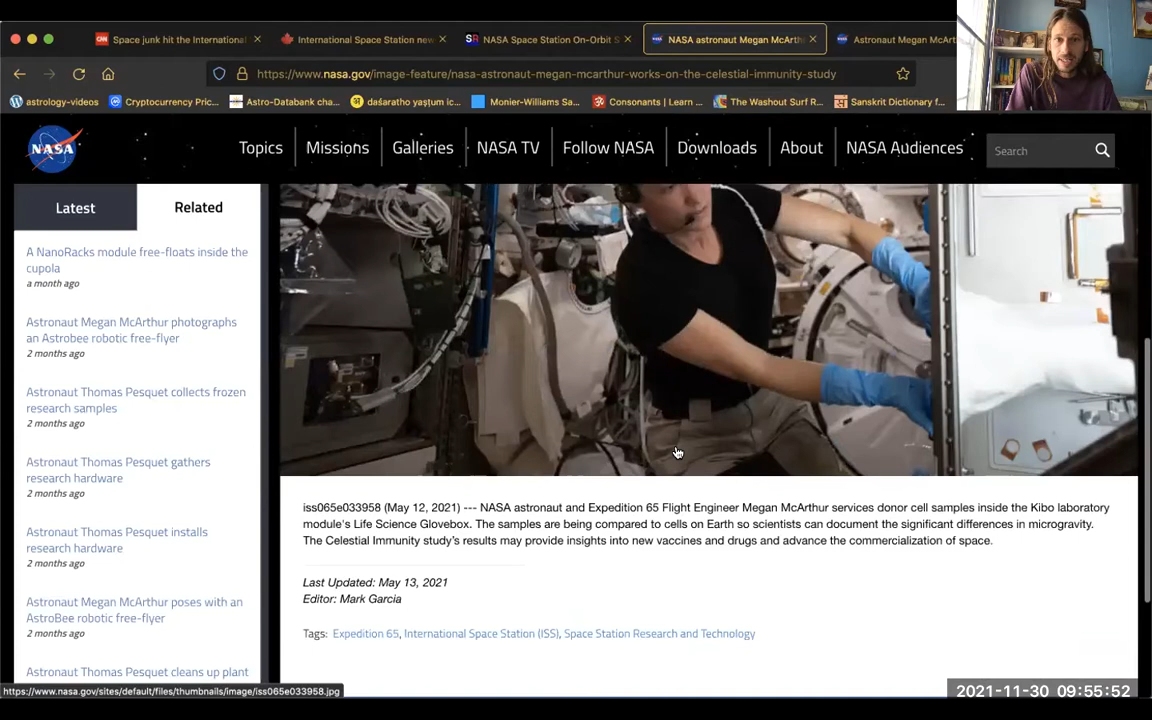 Space junk hit the International
International Space Station new
NASA Space Station On-Orbit S
NASA astronaut Megan McArth
Astronaut Megan McArth
https://www.nasa.gov/image-feature/nasa-astronaut-megan-mcarthur-works-on-the-celestial-immunity-study
astrology-videos
Cryptocurrency Pric...
Astro-Databank cha...
daśaratho yaṣṭum ic...
Monier-Williams Sa...
Consonants | Learn ...
The Washout Surf R...
Sanskrit Dictionary f
NASA
Topics
Missions
Galleries
NASA TV
Follow NASA
Downloads
About
NASA Audiences
Search
Latest
Related
A NanoRacks module free-floats inside the
cupola
a month ago
Astronaut Megan McArthur photographs
an Astrobee robotic free-flyer
2 months ago
Astronaut Thomas Pesquet collects frozen
research samples
2 months ago
Astronaut Thomas Pesquet gathers
research hardware
2 months ago
Astronaut Thomas Pesquet installs
research hardware
2 months ago
Astronaut Megan McArthur poses with an
AstroBee robotic free-flyer
2 months ago
Astronaut Thomas Pesquet cleans up plant
iss065e033958 (May 12, 2021) --- NASA astronaut and Expedition 65 Flight Engineer Megan McArthur services donor cell samples inside the Kibo laboratory
module's Life Science Glovebox. The samples are being compared to cells on Earth so scientists can document the significant differences in microgravity.
The Celestial Immunity study's results may provide insights into new vaccines and drugs and advance the commercialization of space.
Last Updated: May 13, 2021
Editor: Mark Garcia
Tags: Expedition 65, International Space Station (ISS), Space Station Research and Technology
https://www.nasa.gov/sites/default/files/thumbnails/image/iss065e033958.jpg
2021-11-30 09:55:52